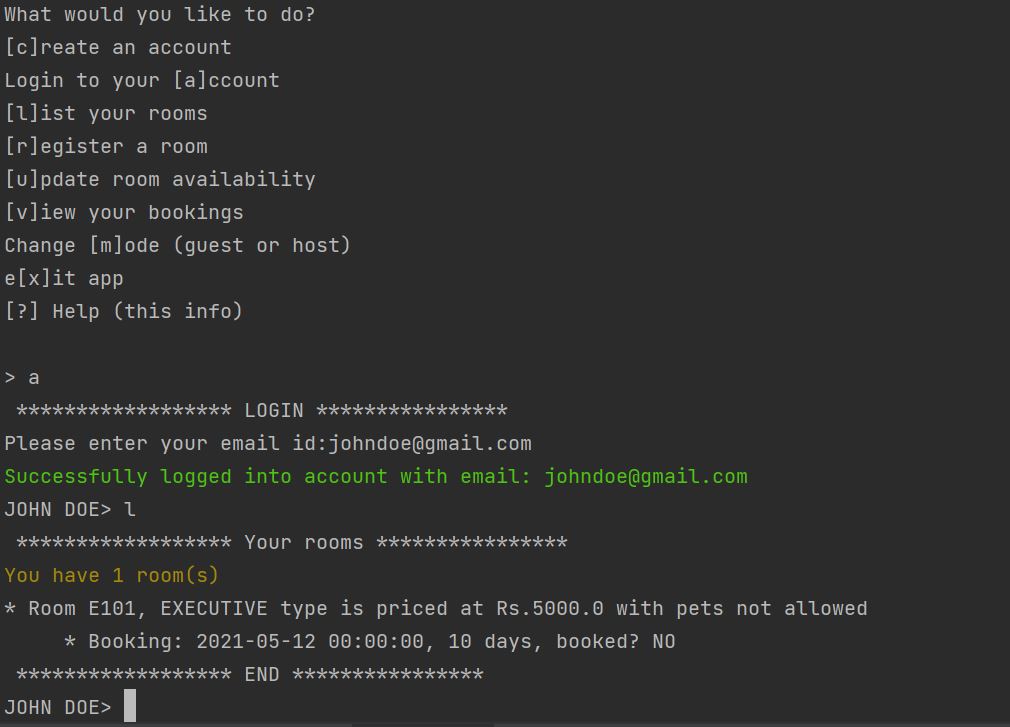 What would you like to do?
[c]reate an account
Login to your [a]ccount
[l]ist your rooms
[r]egister a room
[u]pdate room availability
[v]iew your bookings
Change [m]ode (guest or host)
e[x]it app
[?] Help (this info)

> a
 ****************** LOGIN ****************
Please enter your email id:johndoe@gmail.com
Successfully logged into account with email: johndoe@gmail.com
JOHN DOE> l
 ****************** Your rooms ****************
You have 1 room(s)
* Room E101, EXECUTIVE type is priced at Rs.5000.0 with pets not allowed
     * Booking: 2021-05-12 00:00:00, 10 days, booked? NO
 ****************** END ****************
JOHN DOE>